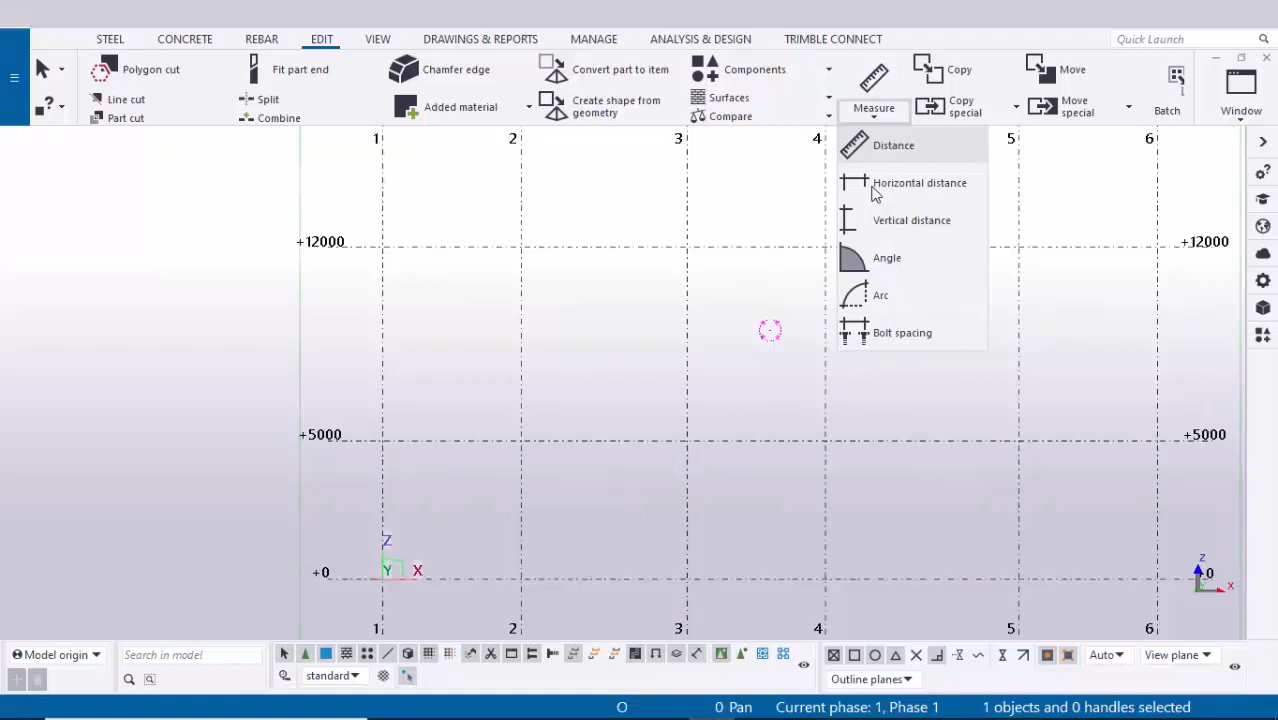 STEEL CONCRETE REBAR EDIT VIEW DRAWINGS & REPORTS MANAGE ANALYSIS & DESIGN TRIMBLE CONNECT Quick Launch
Polygon cut
Fit part end
Chamfer edge
Convert part to item
Components
Copy
Move
Line cut
Split
Added material
Create shape from
geometry
Surfaces
Measure
Copy
special
Move
special
Batch
Window
Part cut
Combine
Compare
1 2 3 4 5 6
Distance
Horizontal distance
Vertical distance
Angle
Arc
Bolt spacing
+12000 +12000
+5000 +5000
Z
Y X
+0
Z
+0
X
1 2 3 4 5 6
Model origin
Search in model
standard
Auto
View plane
Outline planes
O 0 Pan Current phase: 1, Phase 1 1 objects and 0 handles selected